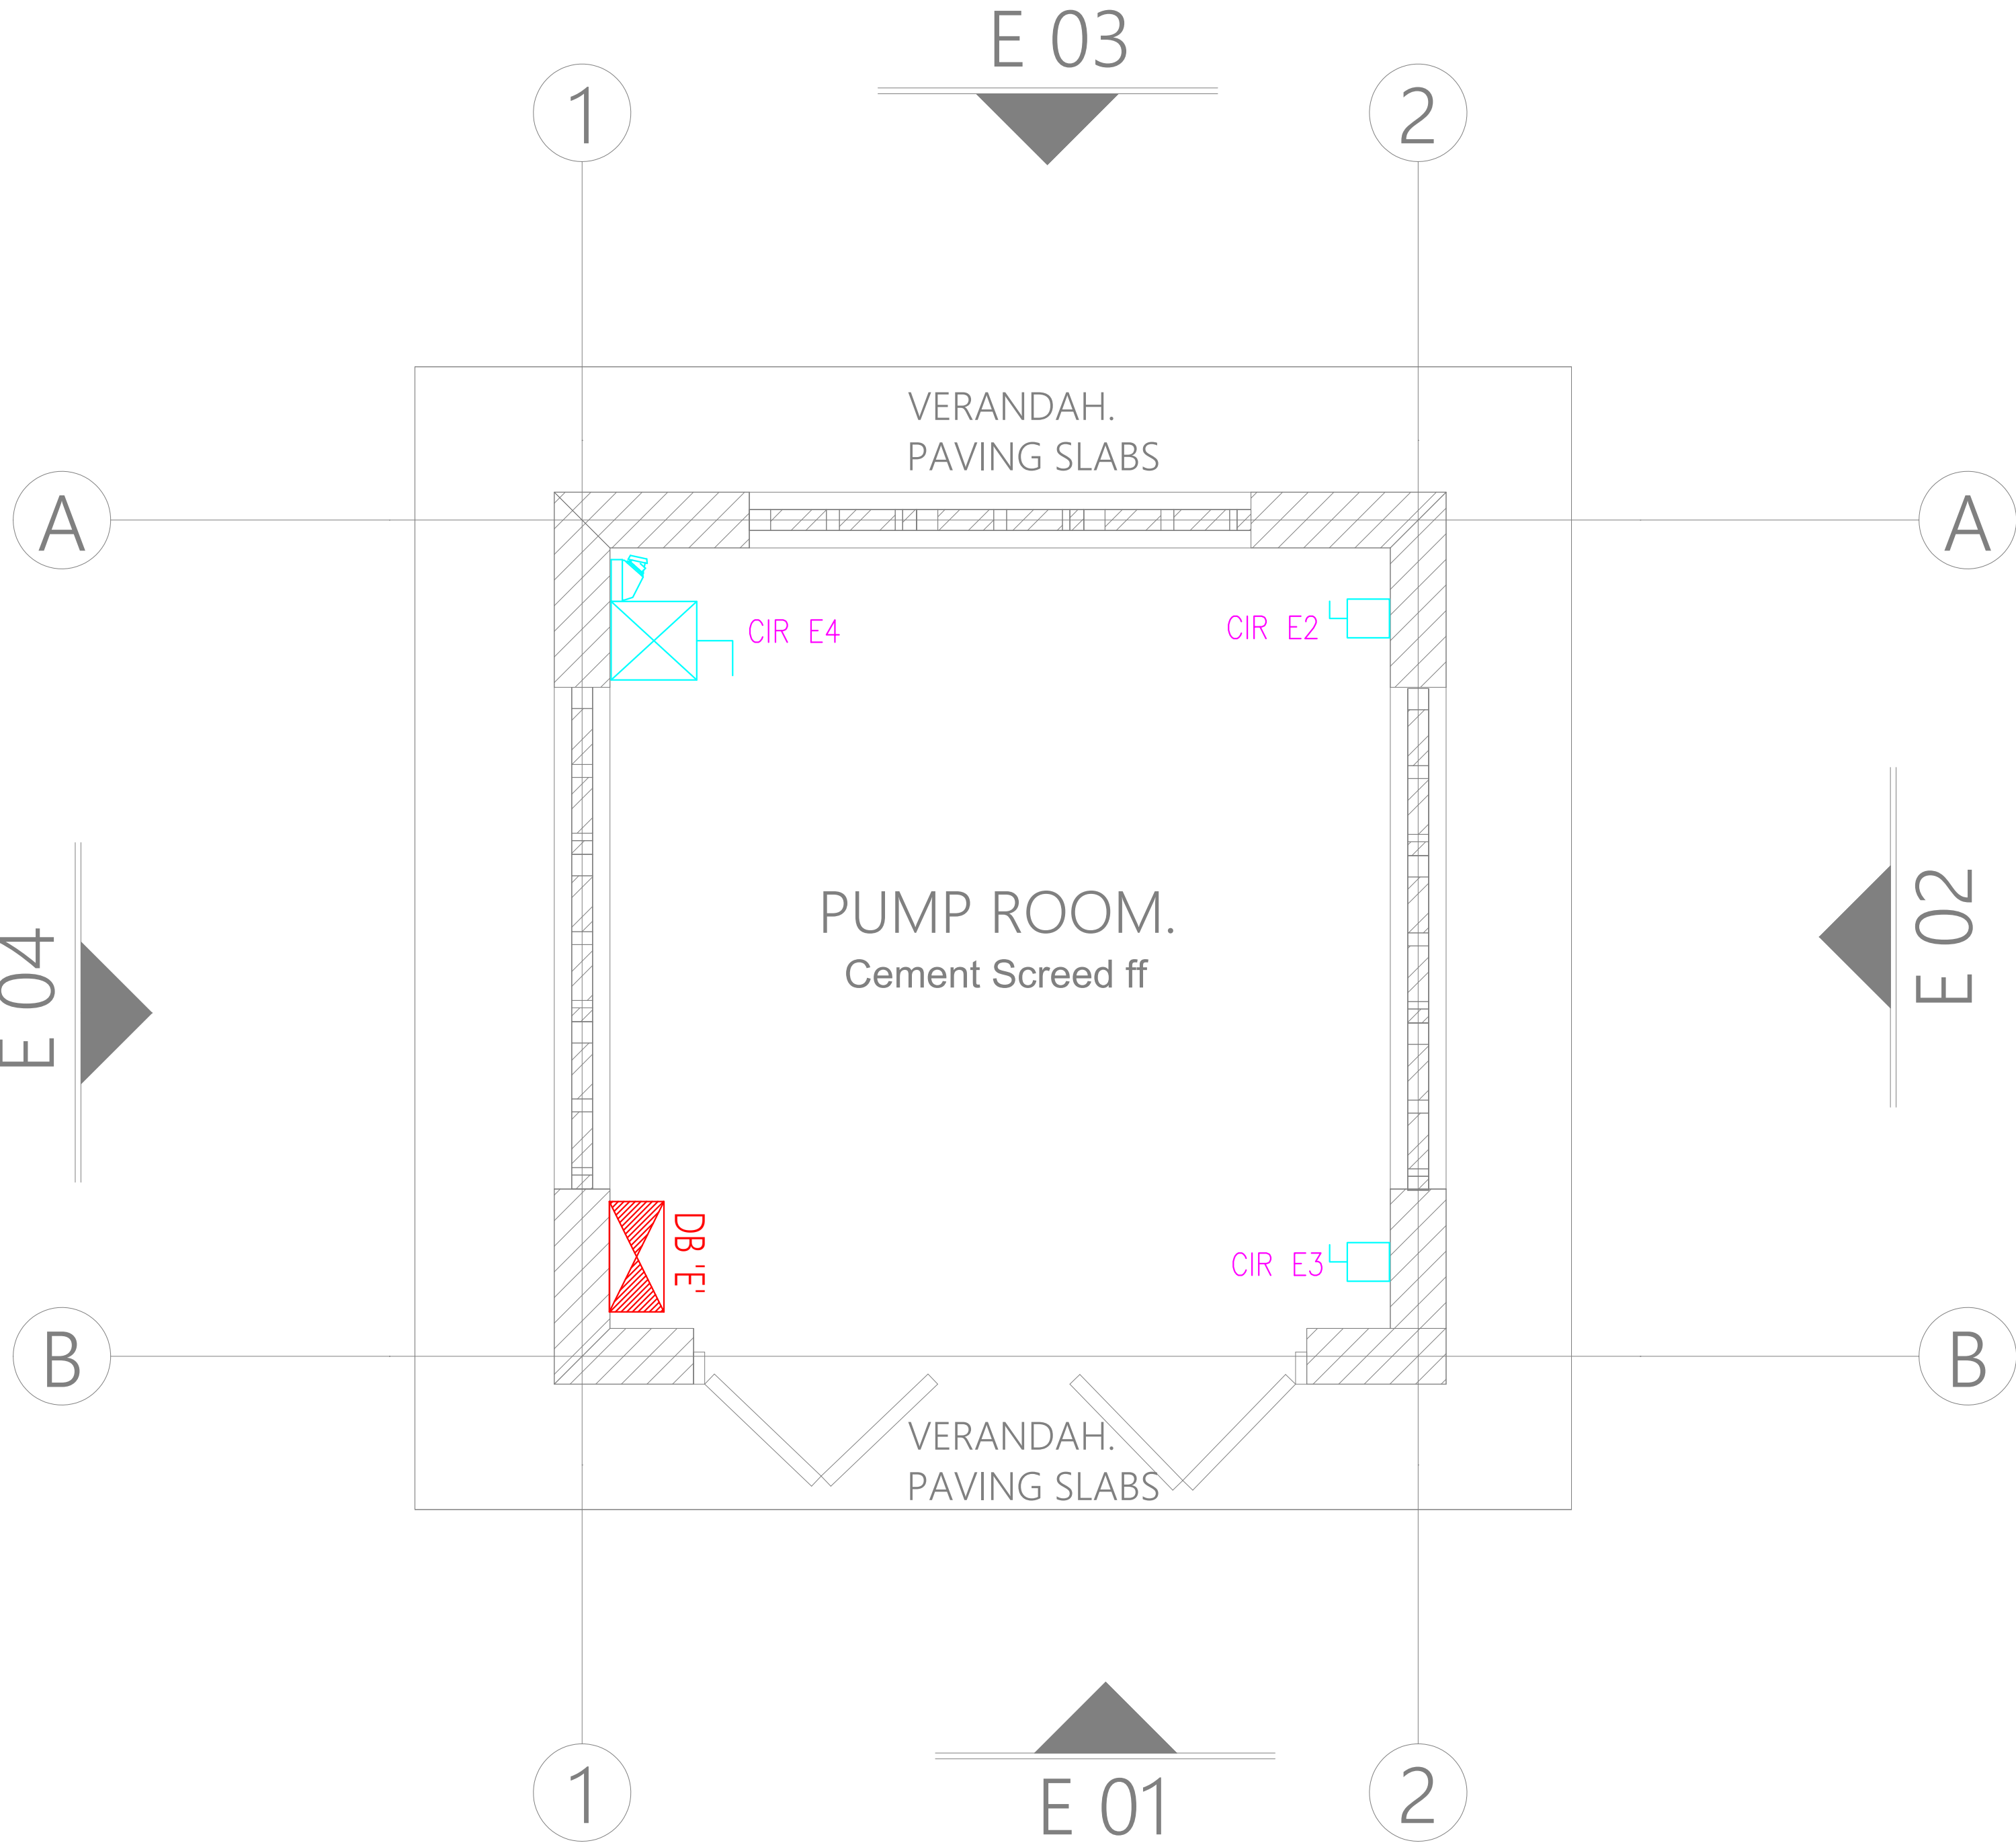 E 03
1
2
VERANDAH.
PAVING SLABS
A
A
CIR E4
CIR E2
E 04
E 02
PUMP ROOM.
Cement Screed ff
DB 'E'
CIR E3
B
B
VERANDAH.
PAVING SLABS
1
2
E 01